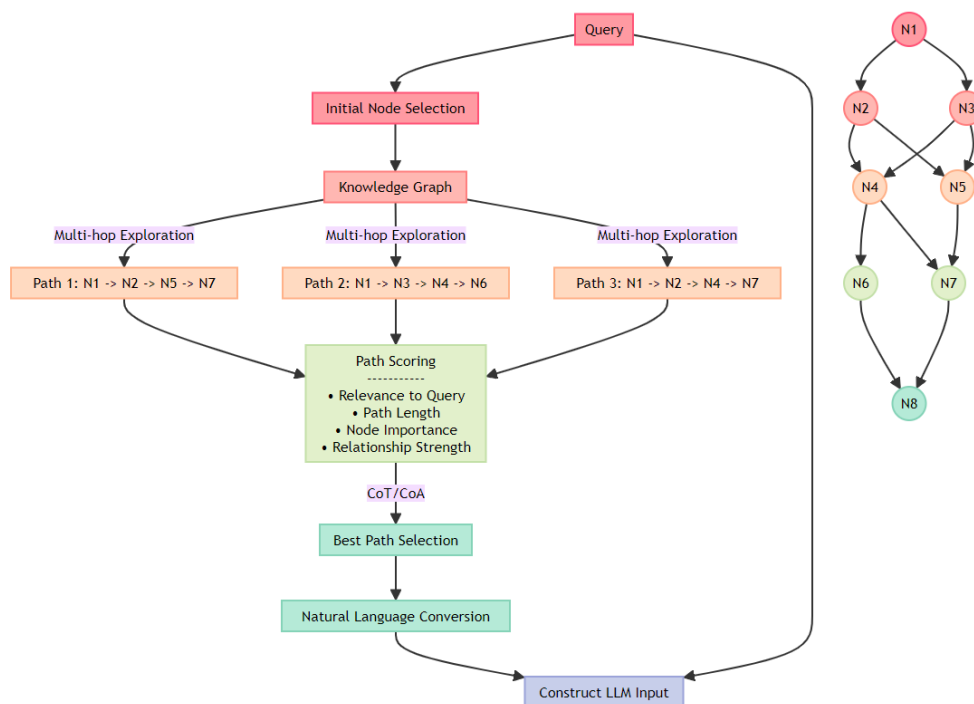 Query
Initial Node Selection
Knowledge Graph
Multi-hop Exploration
Multi-hop Exploration
Multi-hop Exploration
Path 1: N1 -> N2 -> N5 -> N7
Path 2: N1 -> N3 -> N4 -> N6
Path 3: N1 -> N2 -> N4 -> N7
Path Scoring
-----------
• Relevance to Query
• Path Length
• Node Importance
• Relationship Strength
CoT/CoA
Best Path Selection
Natural Language Conversion
Construct LLM Input
N1
N2
N3
N4
N5
N6
N7
N8